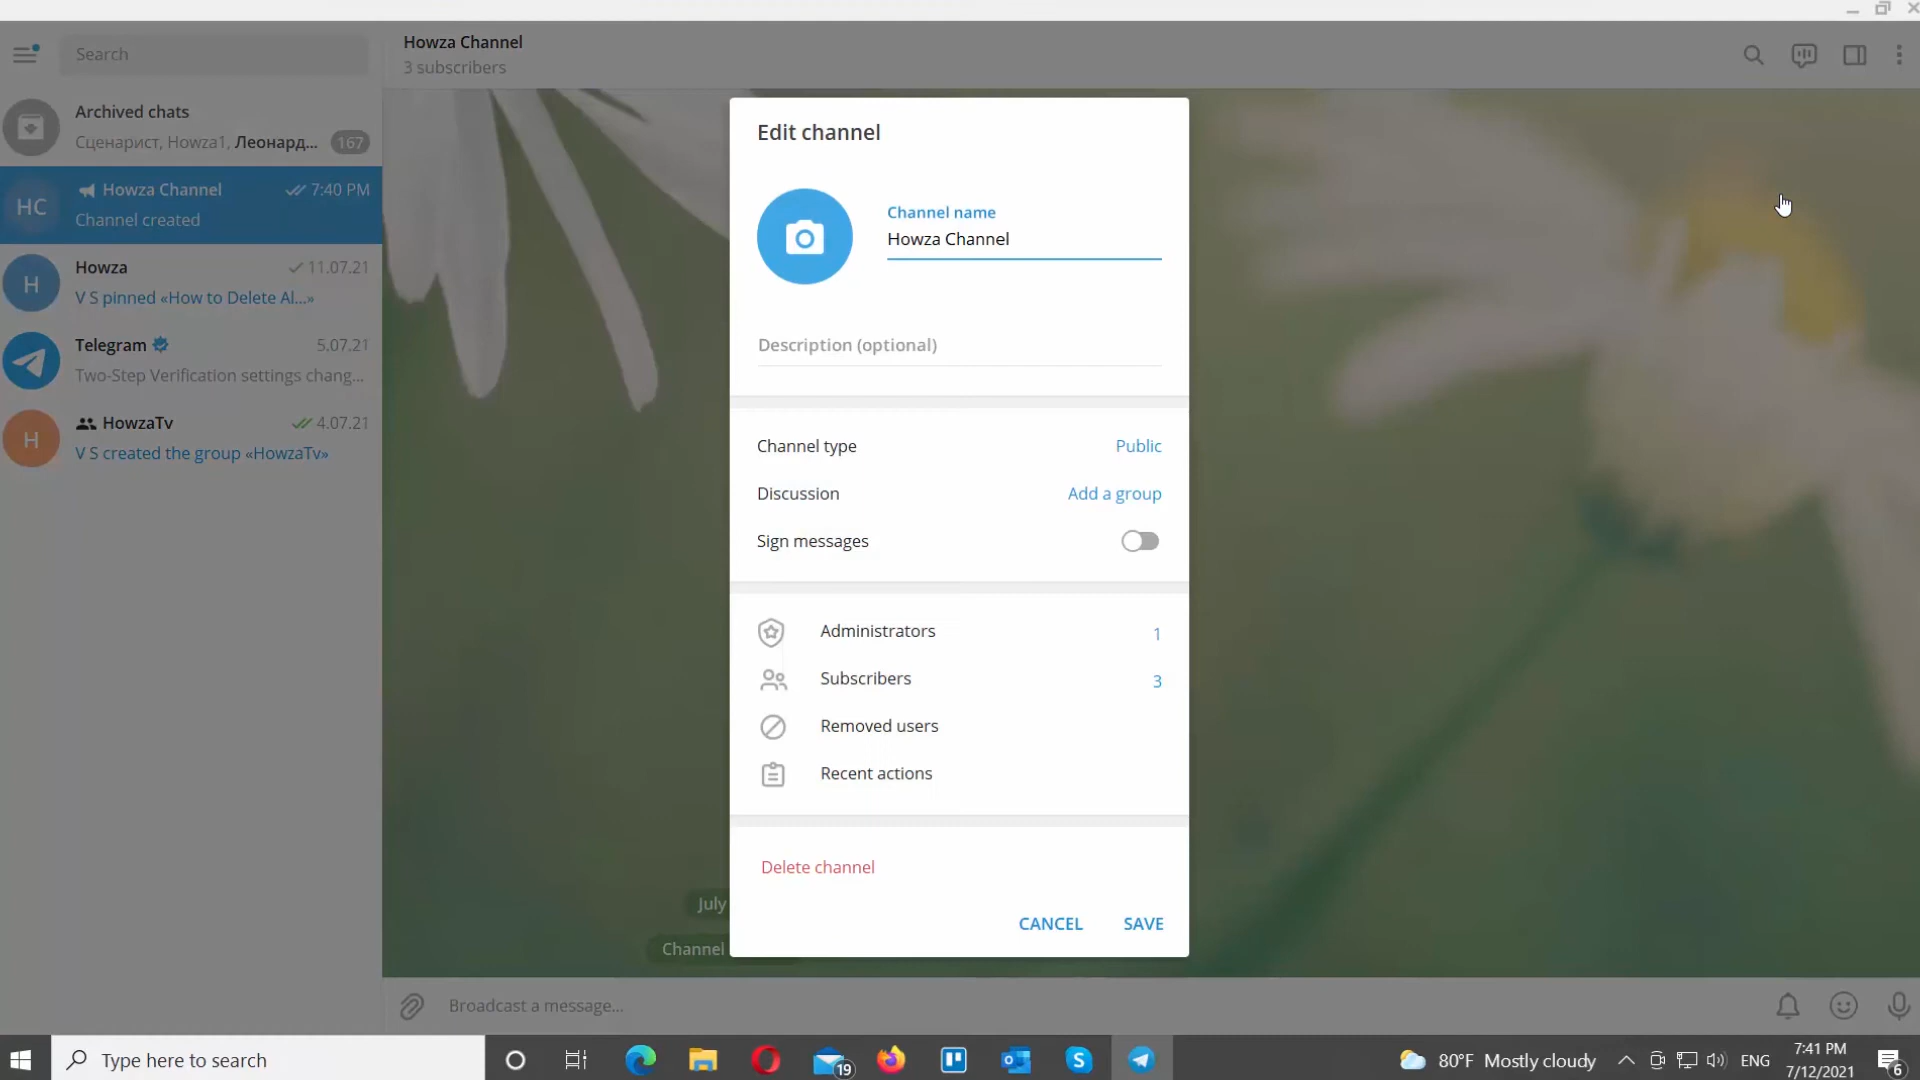 Search
Howza Channel
3 subscribers
Archived chats
Сценарист, Howza1, Леонард...
167
HC
Howza Channel
7:40 PM
Channel created
H
Howza
11.07.21
V S pinned «How to Delete Al...»
Telegram
5.07.21
Two-Step Verification settings chang...
H
HowzaTv
4.07.21
V S created the group «HowzaTv»
Edit channel
Channel name
Howza Channel
Description (optional)
Channel type
Public
Discussion
Add a group
Sign messages
Administrators
1
Subscribers
3
Removed users
Recent actions
Delete channel
CANCEL
SAVE
July
Channel
Broadcast a message...
Type here to search
19
80°F Mostly cloudy
ENG
7:41 PM
7/12/2021
6